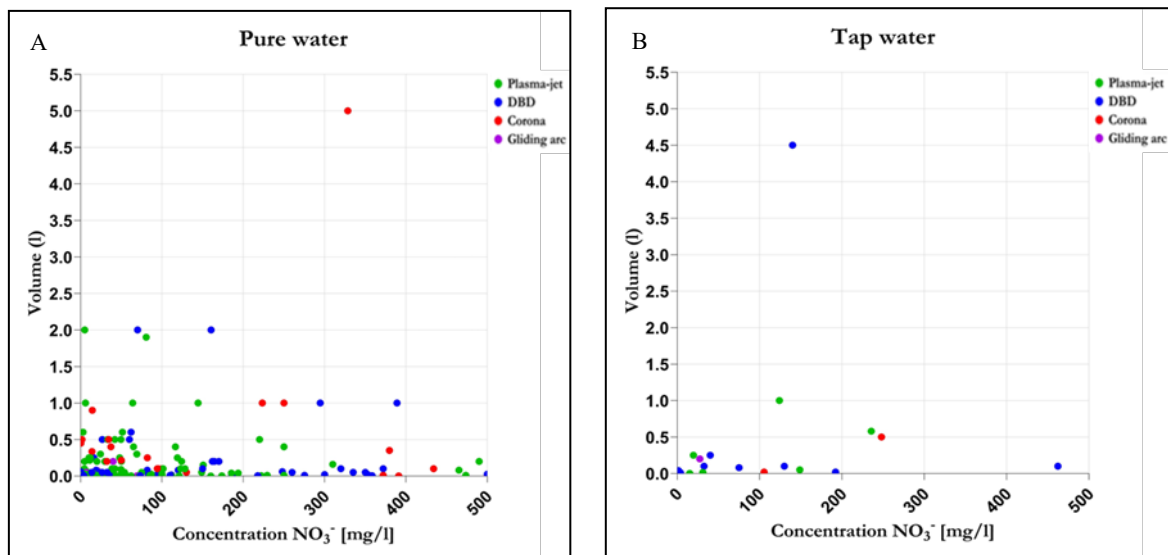 A
Pure water
5.5
5.0
4.5
4.0
3.5
3.0
2.5
2.0
1.5
1.0
0.5
0.0
Volume (l)
100
200
300
400
500
0
Concentration NO₃⁻ [mg/l]
Plasma-jet
DBD
Corona
Gliding arc
B
Tap water
5.5
5.0
4.5
4.0
3.5
3.0
2.5
2.0
1.5
1.0
0.5
0.0
Volume (l)
0
100
200
300
400
500
Concentration NO₃⁻ [mg/l]
Plasma-jet
DBD
Corona
Gliding arc